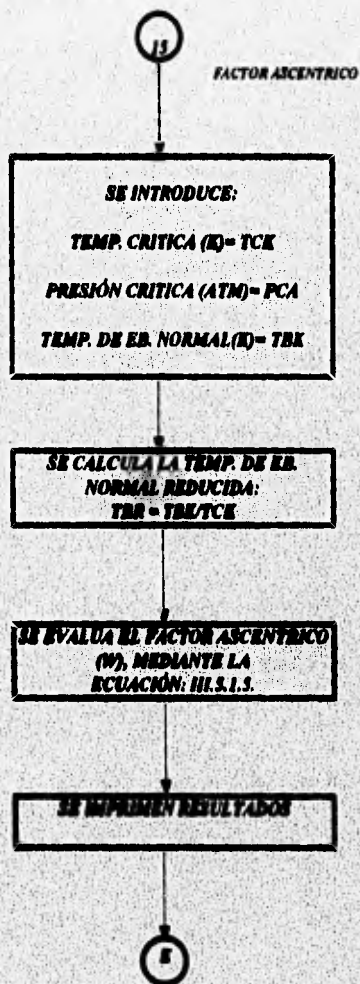 15
FACTOR ASCENTRICO
SE INTRODUCE:
TEMP. CRITICA (K)= TCK
PRESIÓN CRITICA (ATM)= PCA
TEMP. DE EB. NORMAL(K)= TBK
SE CALCULA LA TEMP. DE EB.
NORMAL REDUCIDA:
TBR = TBK/TCK
SE EVALUA EL FACTOR ASCENTRICO
(W), MEDIANTE LA
ECUACIÓN: III.5.1.5.
SE IMPRIMEN RESULTADOS
E